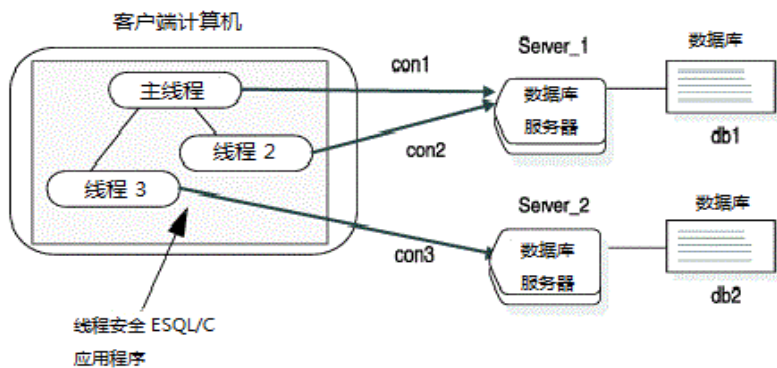 客户端计算机
主线程
线程 2
线程 3
线程安全 ESQL/C
应用程序
con1
con2
con3
Server_1
数据库
服务器
数据库
db1
Server_2
数据库
服务器
数据库
db2